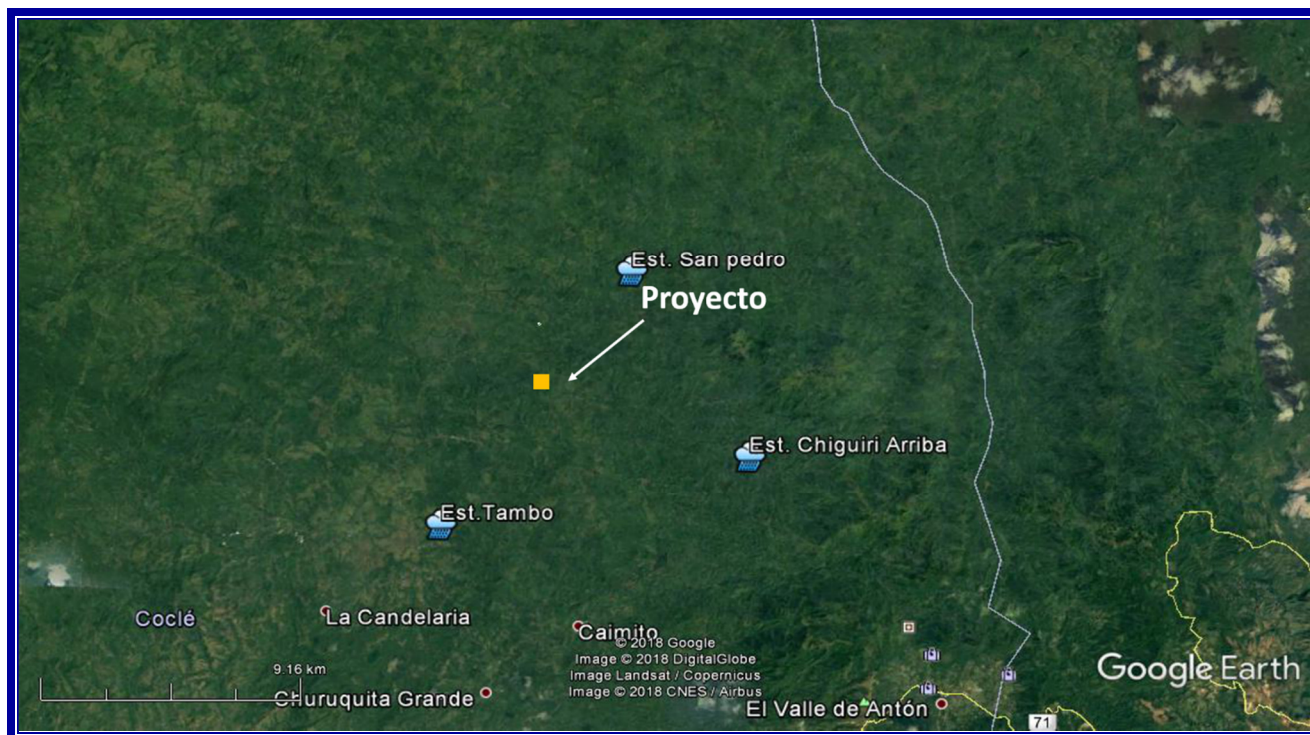 Est. San pedro
Proyecto
Est. Chiguiri Arriba
Est.Tambo
Coclé
La Candelaria
Caimito
© 2018 Google
Image © 2018 DigitalGlobe
Image Landsat / Copernicus
Image © 2018 CNES / Airbus
9.16 km
Churuquita Grande
El Valle de Antón
71
Google Earth